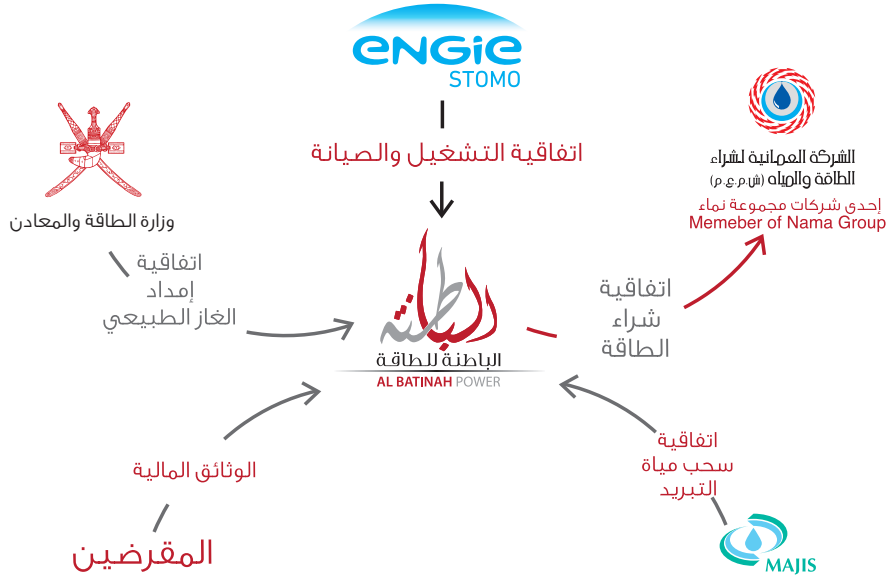 ENGIE
STOMO
اتفاقية التشغيل والصيانة
الشركة العمانية لشراء
الطاقة والمياه (ش.م.ع.م)
إحدى شركات مجموعة نماء
Memeber of Nama Group
وزارة الطاقة والمعادن
اتفاقية
إمداد
الغاز الطبيعي
اتفاقية
شراء
الطاقة
الباطنة
الباطنة للطاقة
AL BATINAH POWER
اتفاقية
سحب مياة
التبريد
الوثائق المالية
المقرضين
MAJIS